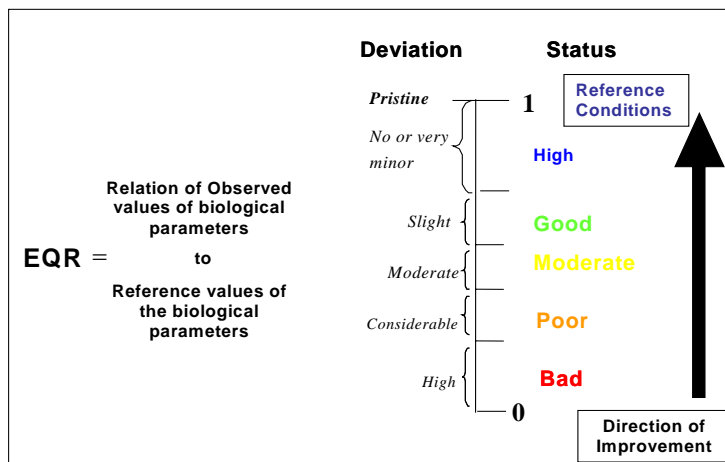 Deviation
Status
Pristine
1
Reference
Conditions
No or very
minor
High
Relation of Observed
values of biological
parameters
Slight
Good
EQR =
to
Moderate
Moderate
Reference values of
the biological
parameters
Considerable
Poor
High
Bad
0
Direction of
Improvement